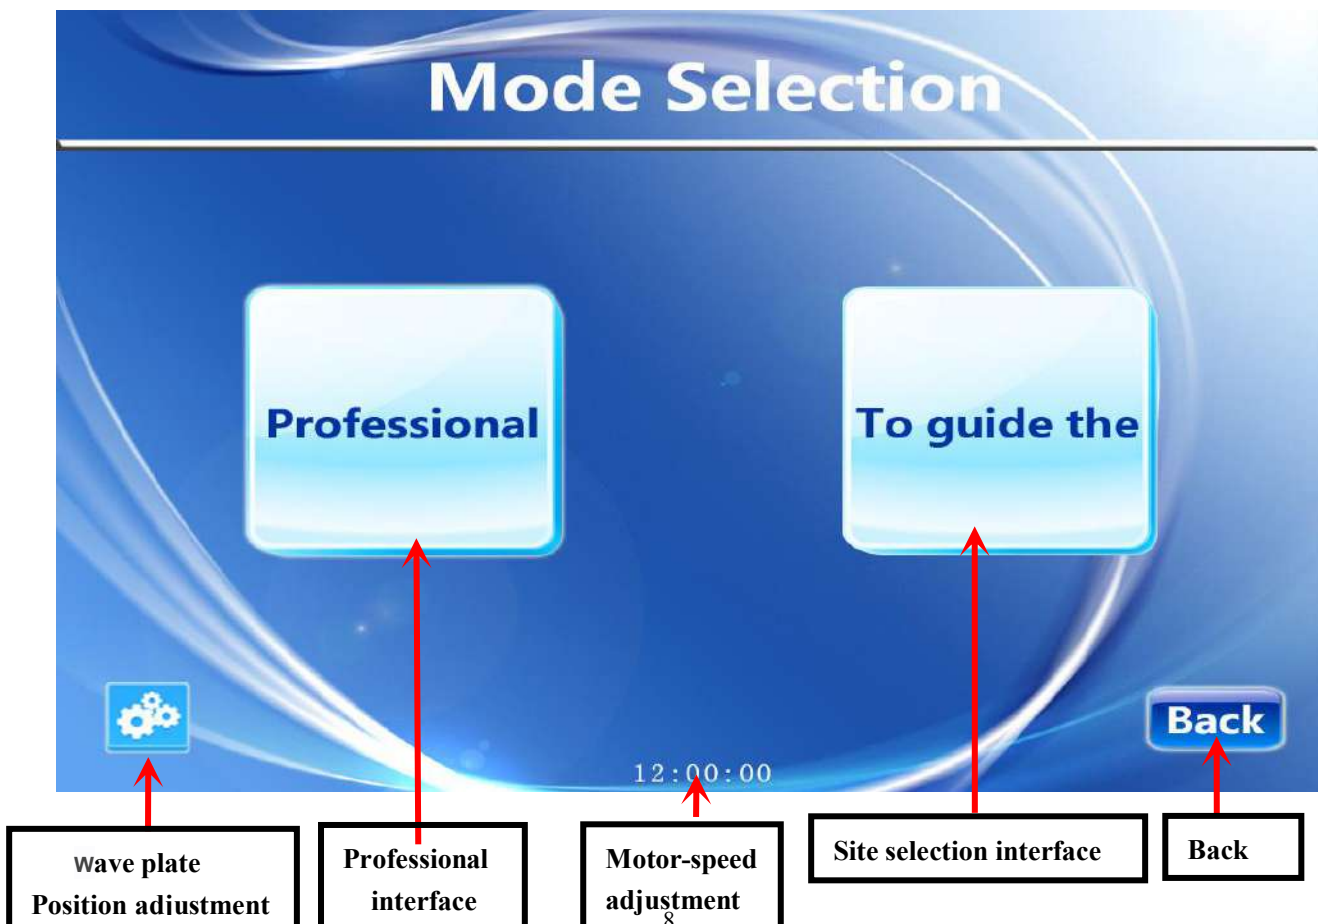 Mode Selection
Professional
To guide the
Back
12:00:00
wave plate
Position adjustment
Professional
interface
Motor-speed
adjustment
8
Site selection interface
Back